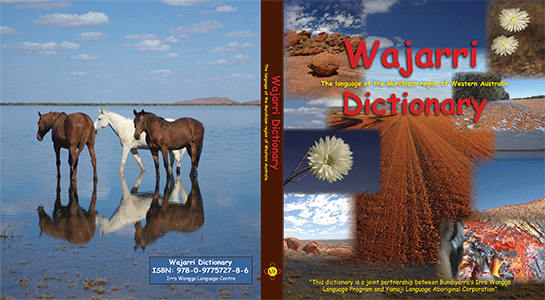 Wajarri Dictionary
ISBN: 978-0-9775727-8-6
Irra Wangga Language Centre
Wajarri Dictionary
The language of the Murchison region of Western Australia
Wajarri
The language of the Murchison region of Western Australia
Dictionary
"This dictionary is a joint partnership between Bundiyarra's Irra Wangga
Language Program and Yamaji Language Aboriginal Corporation"